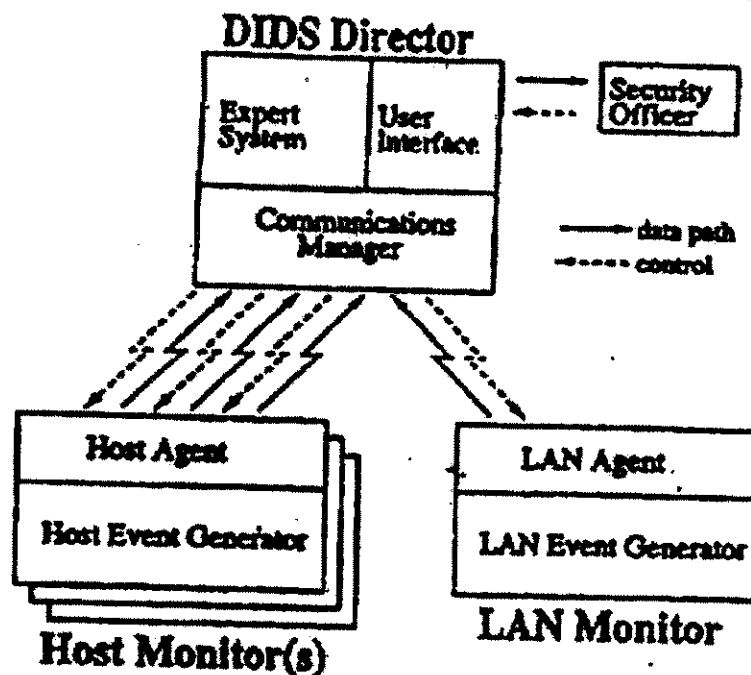 DIDS Director
Expert
System
User
Interface
Security
Officer
Communications
Manager
data path
control
Host Agent
Host Event Generator
Host Monitor(s)
LAN Agent
LAN Event Generator
LAN Monitor